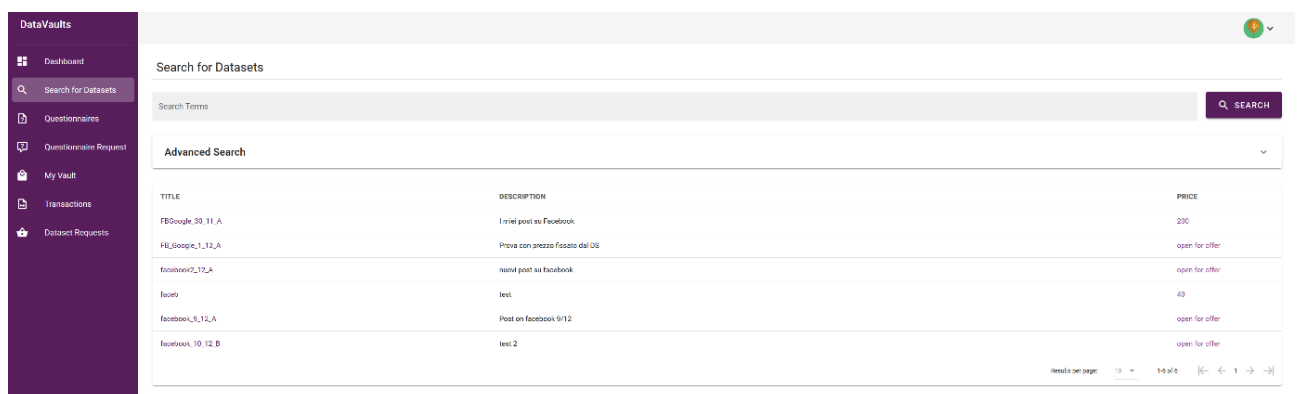 DataVaults
Dashboard
Search for Datasets
Questionnaires
Questionnaire Request
My Vault
Transactions
Dataset Requests
Search for Datasets
Search Terms
SEARCH
Advanced Search
TITLE DESCRIPTION PRICE
FBGoogle_30_11_A I miei post su Facebook 200
FB_Google_1_12_A Prova con prezzo fissato dal DS open for offer
facebook2_12_A nuovi post su facebook open for offer
faceb test 40
facebook_9_12_A Post on facebook 9/12 open for offer
facebook_10_12_B test 2 open for offer
Results per page: 10 1-6 of 6 1